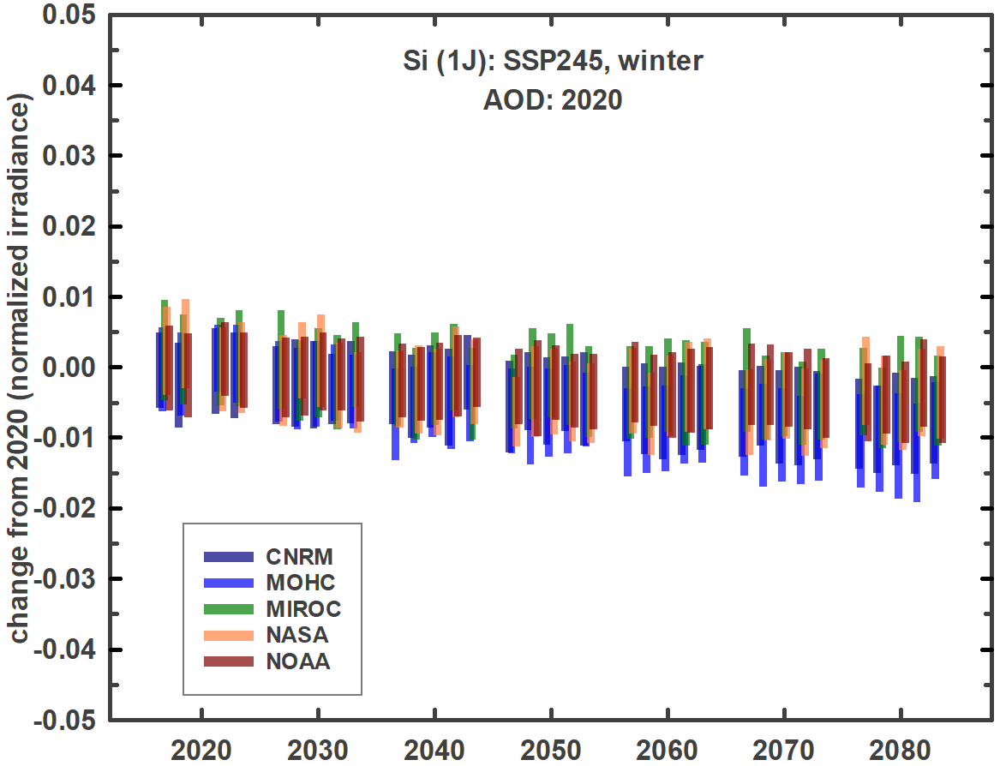 Si (1J): SSP245, winter
AOD: 2020
change from 2020 (normalized irradiance)
0.05
0.04
0.03
0.02
0.01
0.00
-0.01
-0.02
-0.03
-0.04
-0.05
CNRM
MOHC
MIROC
NASA
NOAA
2020 2030 2040 2050 2060 2070 2080